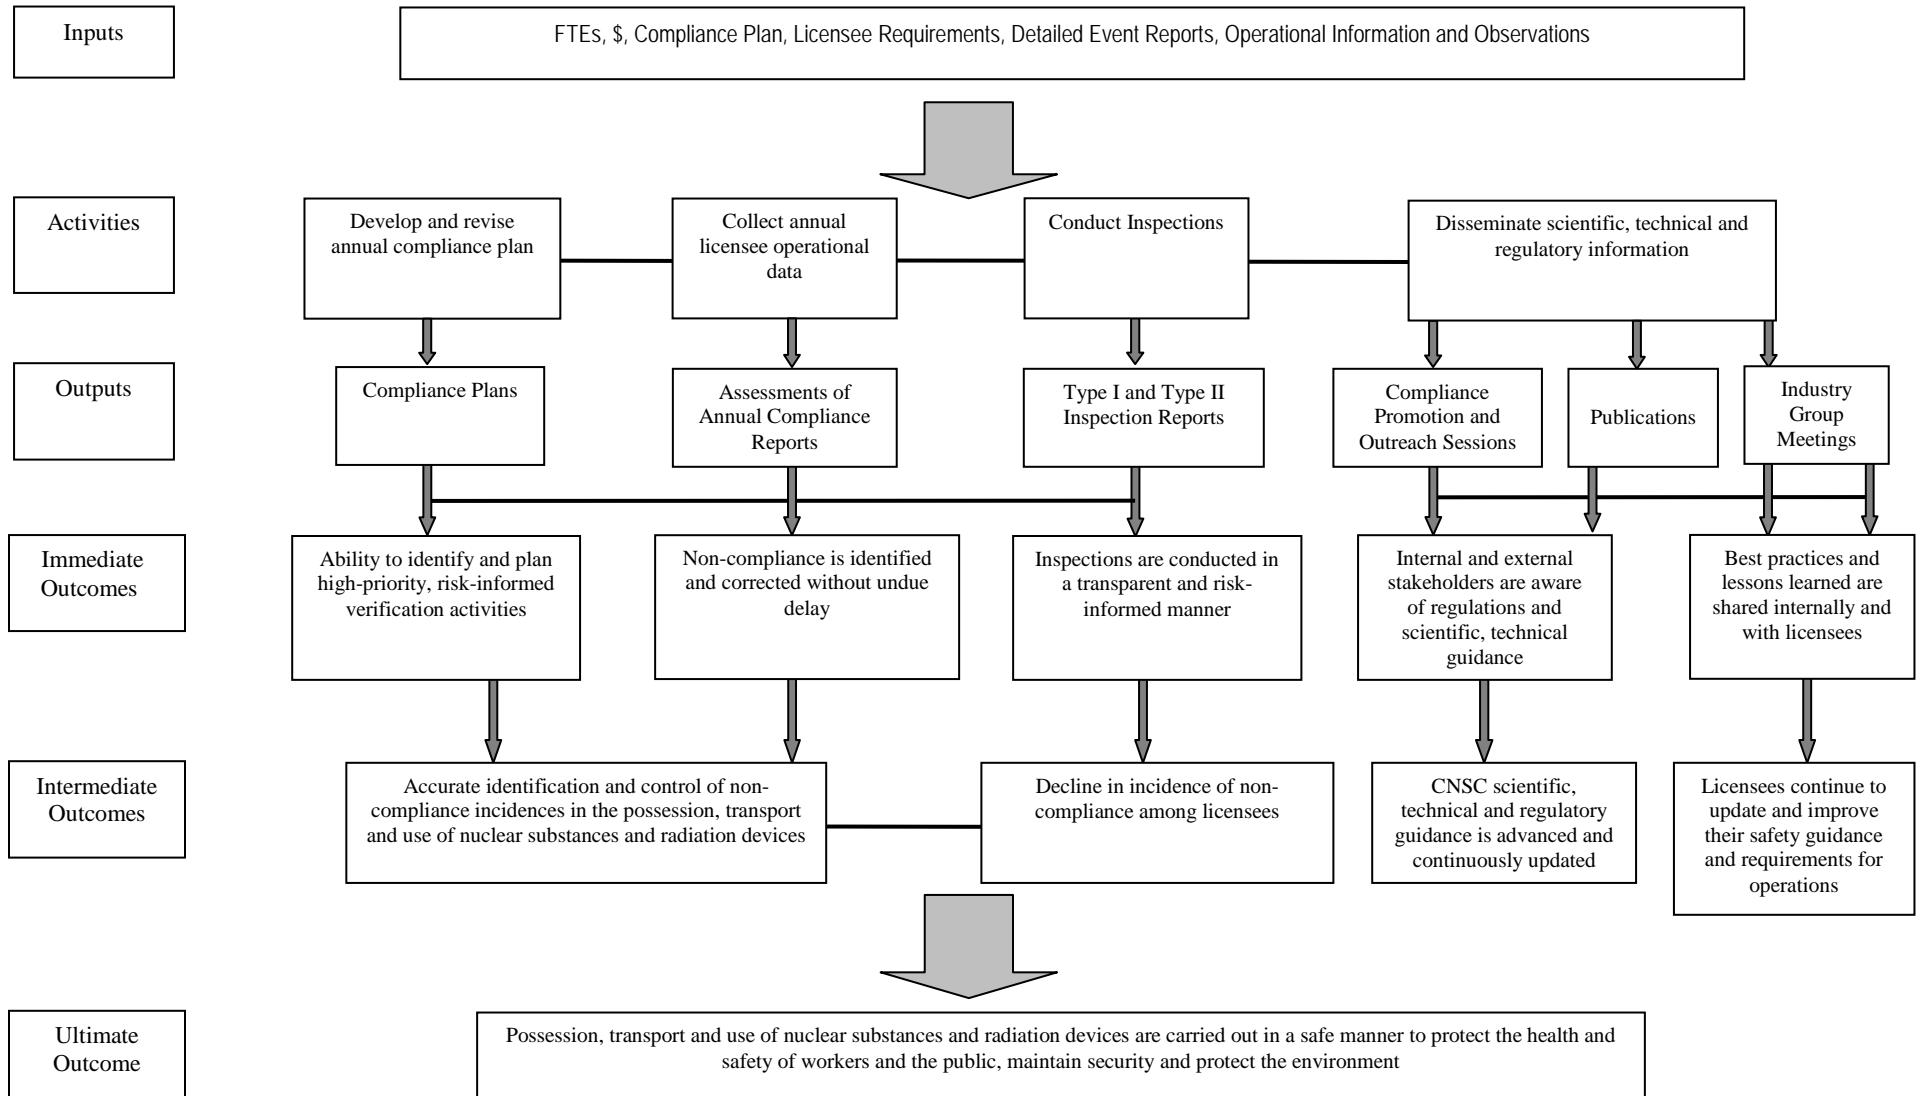 Inputs
FTEs, $, Compliance Plan, Licensee Requirements, Detailed Event Reports, Operational Information and Observations
Activities
Develop and revise
annual compliance plan
Collect annual
licensee operational
data
Conduct Inspections
Disseminate scientific, technical and
regulatory information
Outputs
Compliance Plans
Assessments of
Annual Compliance
Reports
Type I and Type II
Inspection Reports
Compliance
Promotion and
Outreach Sessions
Publications
Industry
Group
Meetings
Immediate
Outcomes
Ability to identify and plan
high-priority, risk-informed
verification activities
Non-compliance is identified
and corrected without undue
delay
Inspections are conducted in
a transparent and risk-
informed manner
Internal and external
stakeholders are aware
of regulations and
scientific, technical
guidance
Best practices and
lessons learned are
shared internally and
with licensees
Intermediate
Outcomes
Accurate identification and control of non-
compliance incidences in the possession, transport
and use of nuclear substances and radiation devices
Decline in incidence of non-
compliance among licensees
CNSC scientific,
technical and regulatory
guidance is advanced and
continuously updated
Licensees continue to
update and improve
their safety guidance
and requirements for
operations
Ultimate
Outcome
Possession, transport and use of nuclear substances and radiation devices are carried out in a safe manner to protect the health and
safety of workers and the public, maintain security and protect the environment